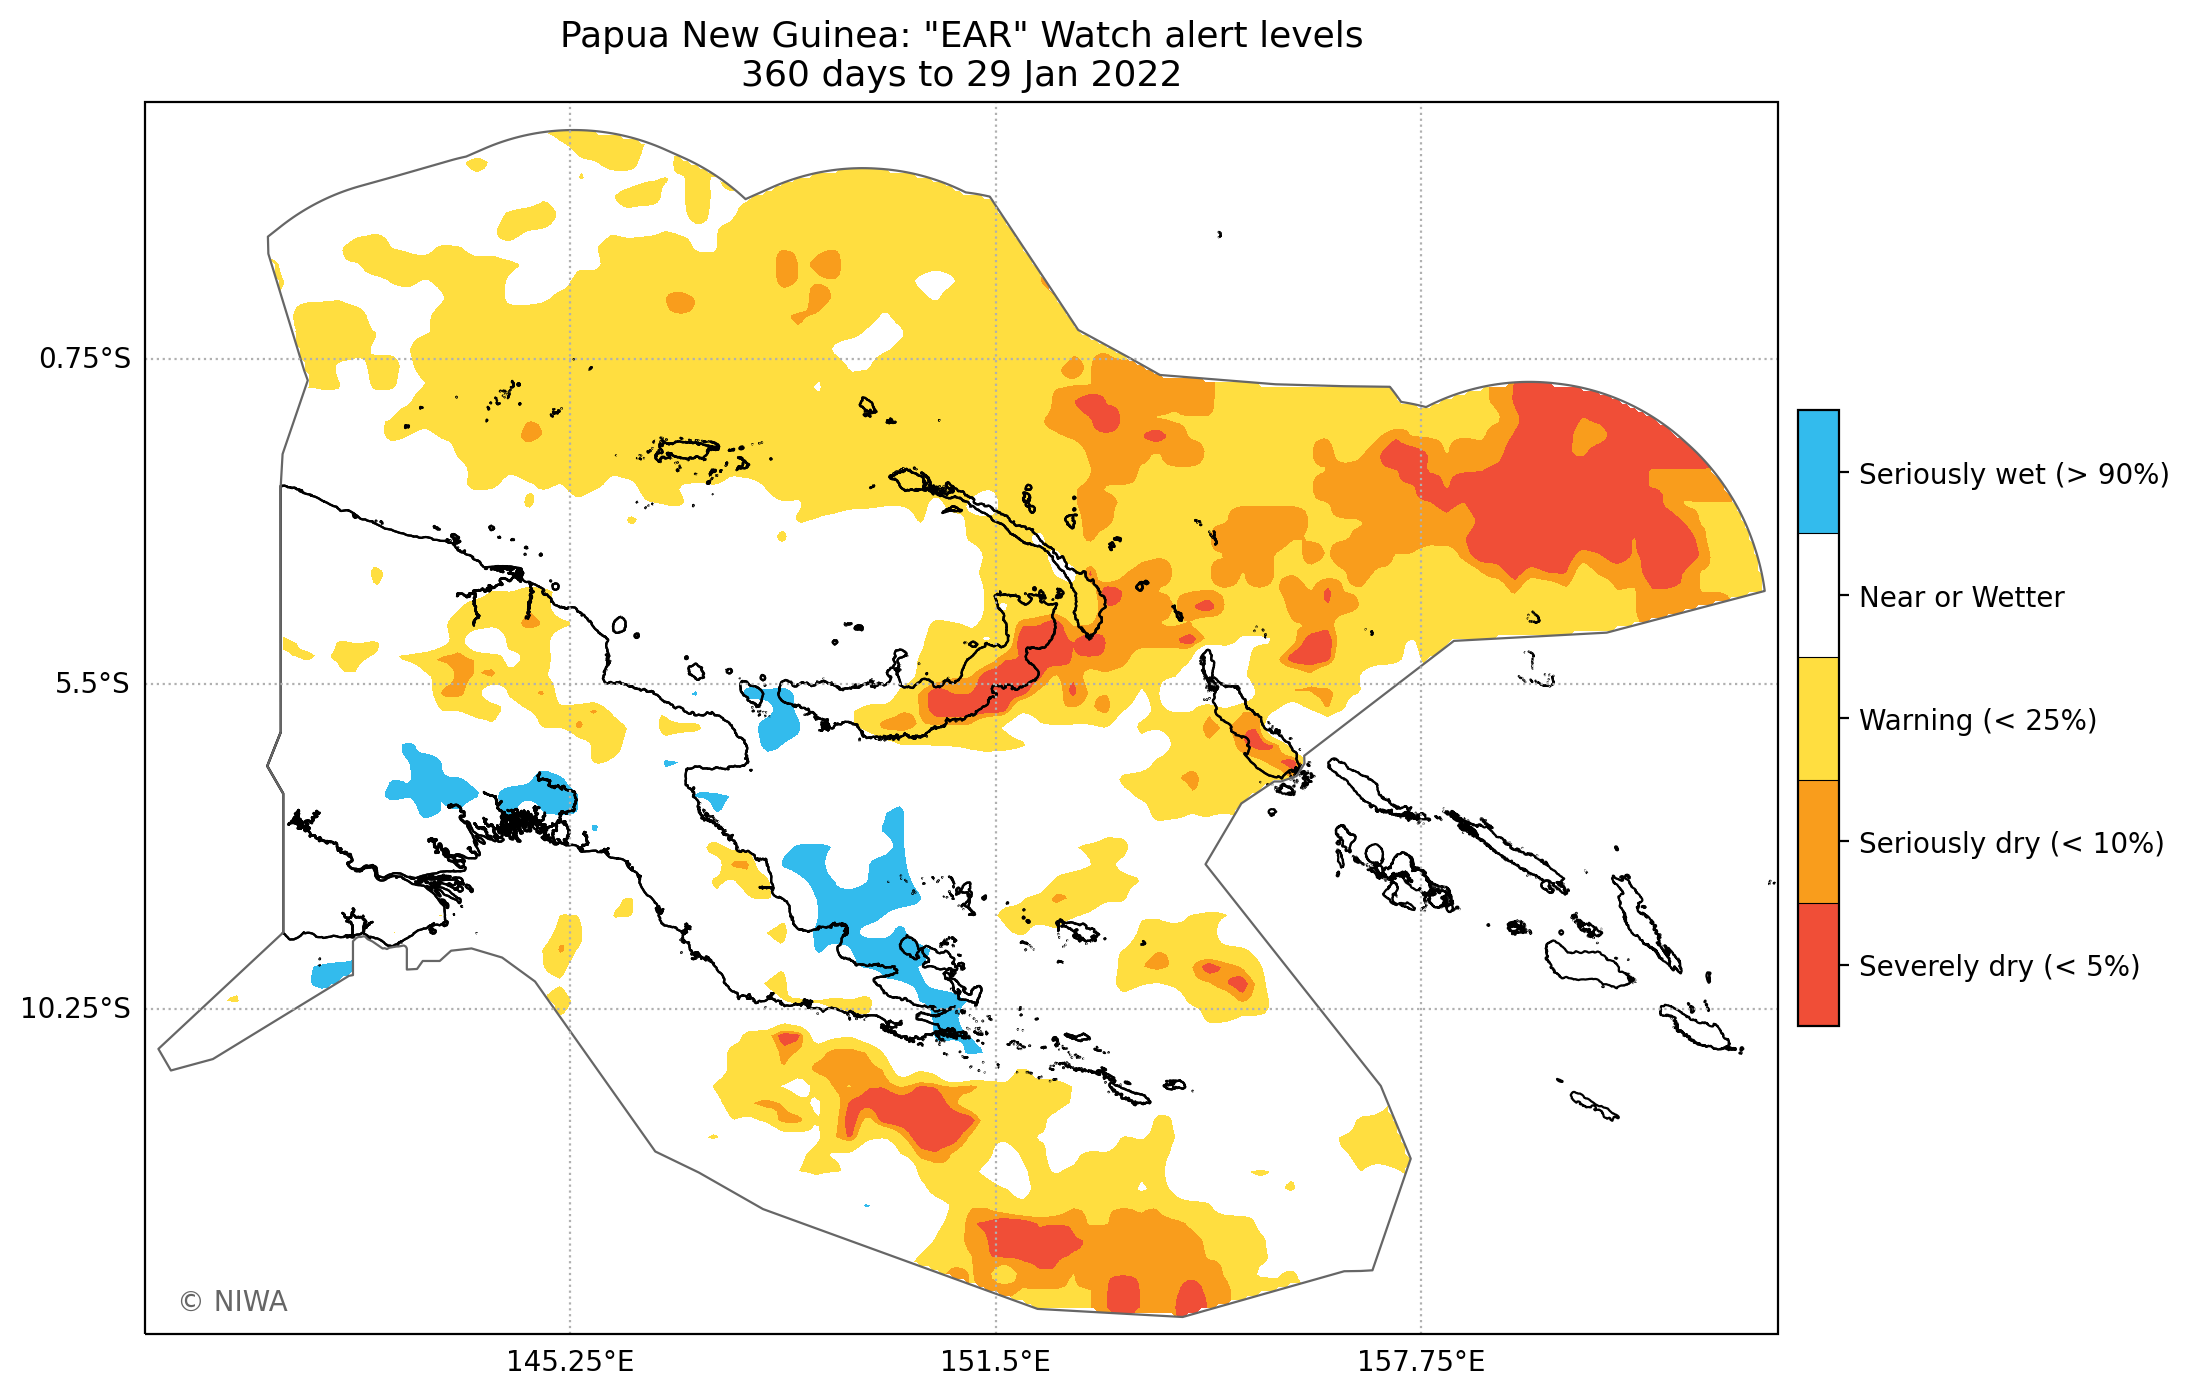 Papua New Guinea: "EAR" Watch alert levels
360 days to 29 Jan 2022
0.75°S
5.5°S
10.25°S
145.25°E
151.5°E
157.75°E
Seriously wet (> 90%)
Near or Wetter
Warning (< 25%)
Seriously dry (< 10%)
Severely dry (< 5%)
© NIWA